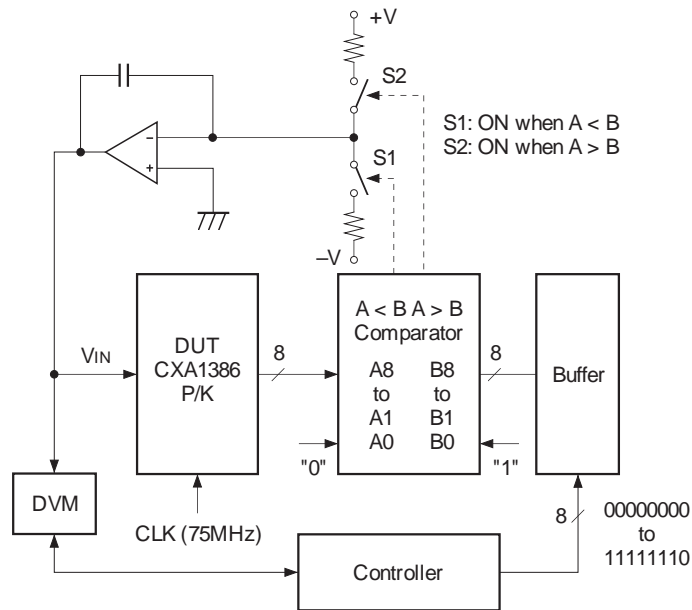 +V
S2
S1: ON when A < B
S2: ON when A > B
−
+
S1
–V
A < B A > B
Comparator
DUT
CXA1386
P/K
8
A8
to
A1
A0
B8
to
B1
B0
8
Buffer
VIN
"0"
"1"
DVM
CLK (75MHz)
8
00000000
to
11111110
Controller